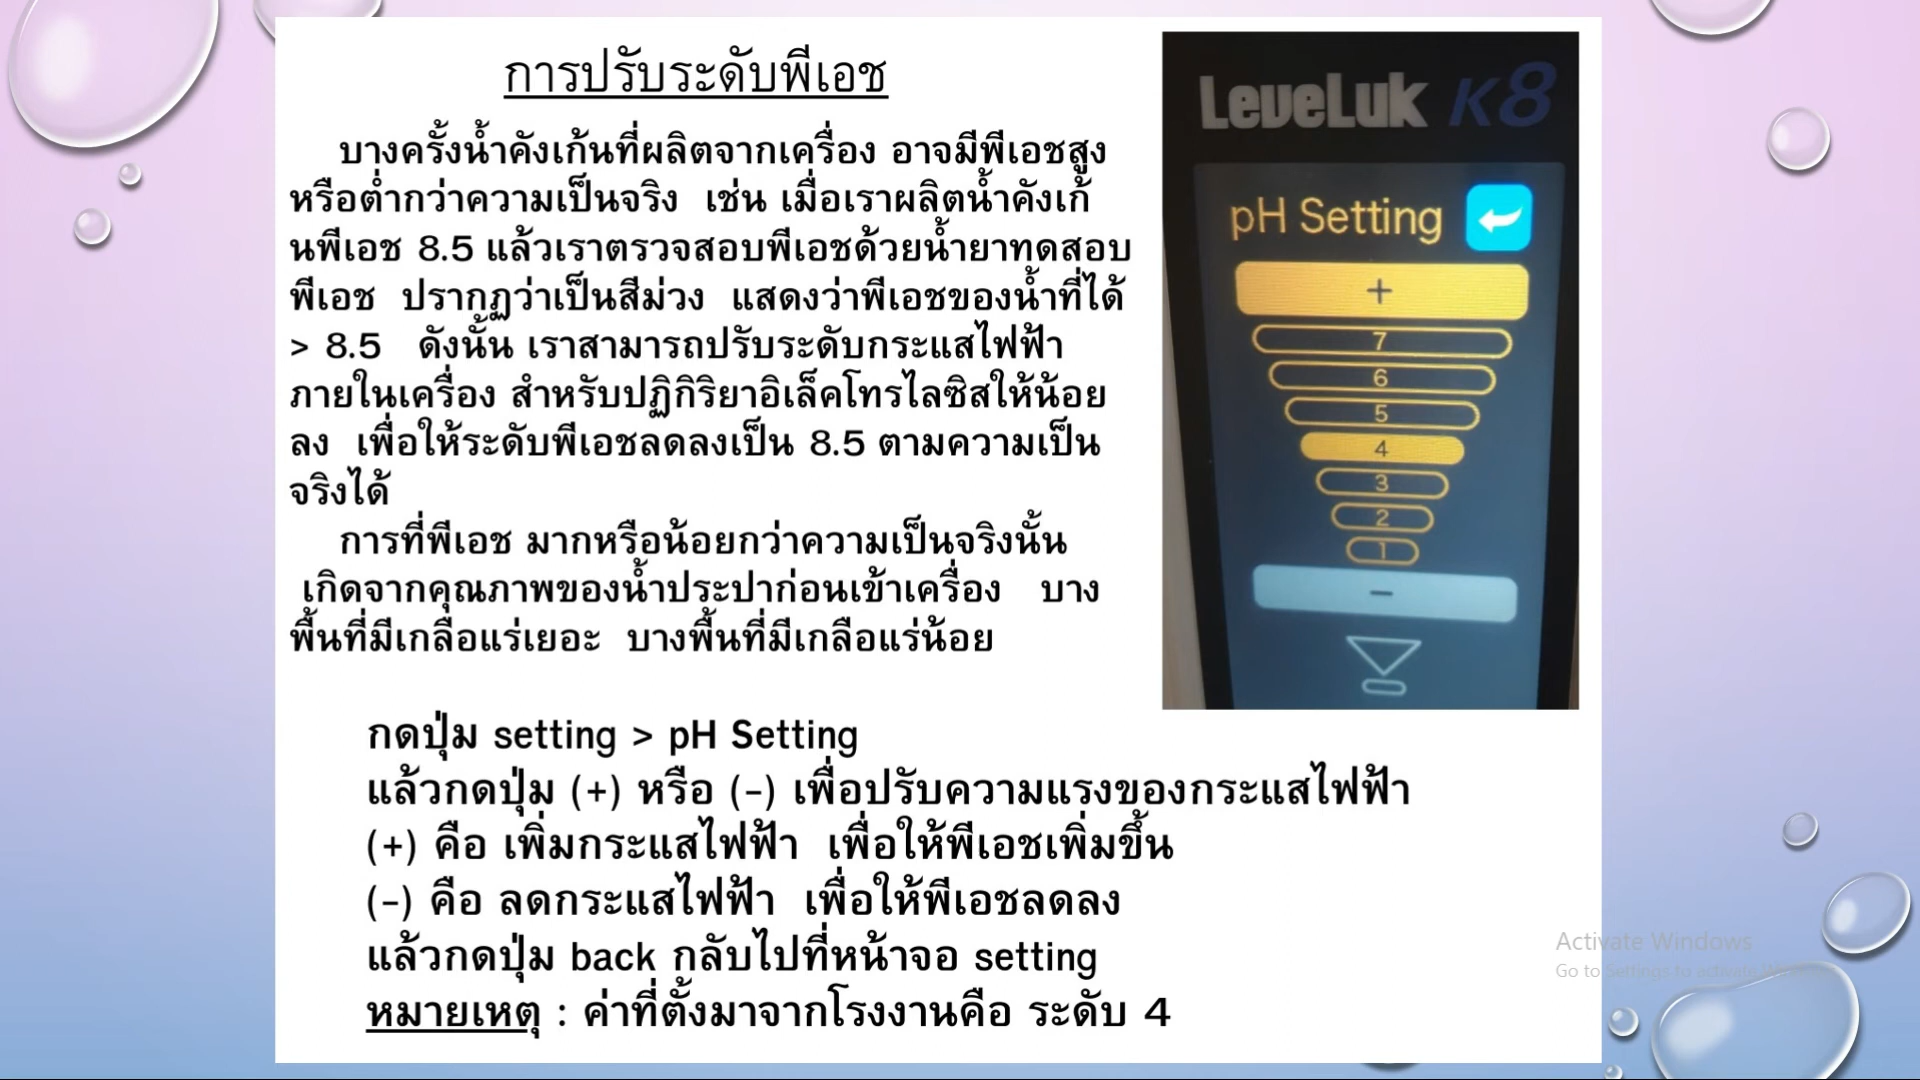 การปรับระดับพีเอช
บางครั้งน้ำคังเก้นที่ผลิตจากเครื่อง อาจมีพีเอชสูง
หรือต่ำกว่าความเป็นจริง เช่น เมื่อเราผลิตน้ำคังเก้
นพีเอช 8.5 แล้วเราตรวจสอบพีเอชด้วยน้ำยาทดสอบ
พีเอช ปรากฏว่าเป็นสีม่วง แสดงว่าพีเอชของน้ำที่ได้
> 8.5 ดังนั้น เราสามารถปรับระดับกระแสไฟฟ้า
ภายในเครื่อง สำหรับปฏิกิริยาอิเล็คโทรไลซิสให้น้อย
ลง เพื่อให้ระดับพีเอชลดลงเป็น 8.5 ตามความเป็น
จริงได้
การที่พีเอช มากหรือน้อยกว่าความเป็นจริงนั้น
เกิดจากคุณภาพของน้ำประปาก่อนเข้าเครื่อง บาง
พื้นที่มีเกลือแร่เยอะ บางพื้นที่มีเกลือแร่น้อย
LeveLuk K8
pH Setting
+
7
6
5
4
3
2
1
-
กดปุ่ม setting > pH Setting
แล้วกดปุ่ม (+) หรือ (-) เพื่อปรับความแรงของกระแสไฟฟ้า
(+) คือ เพิ่มกระแสไฟฟ้า เพื่อให้พีเอชเพิ่มขึ้น
(-) คือ ลดกระแสไฟฟ้า เพื่อให้พีเอชลดลง
แล้วกดปุ่ม back กลับไปที่หน้าจอ setting
หมายเหตุ : ค่าที่ตั้งมาจากโรงงานคือ ระดับ 4
Activate Windows
Go to Settings to activate